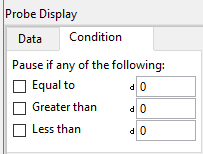 Probe Display
Data Condition
Pause if any of the following:
Equal to d 0
Greater than d 0
Less than d 0